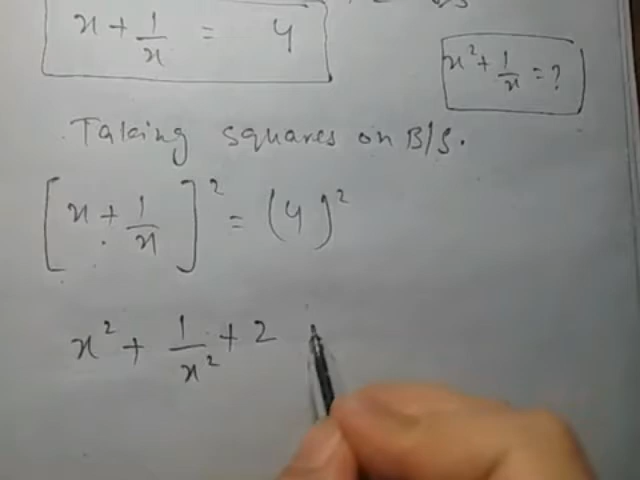 x + 1/x = 4
x² + 1/x = ?
Taking squares on B/S.
[x + 1/x]² = (4)²
x² + 1/x² + 2